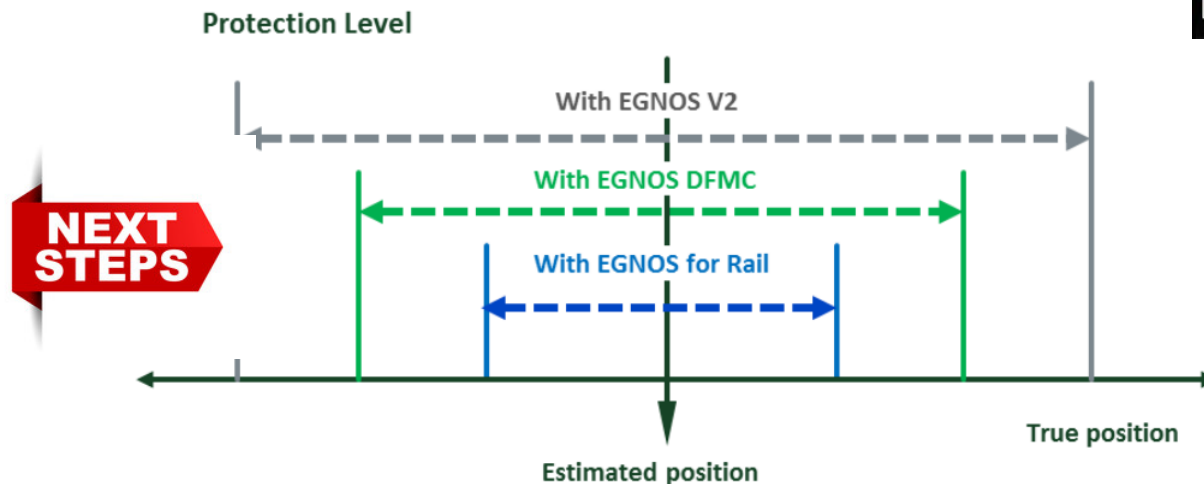 Protection Level
With EGNOS V2
With EGNOS DFMC
NEXT
STEPS
With EGNOS for Rail
True position
Estimated position